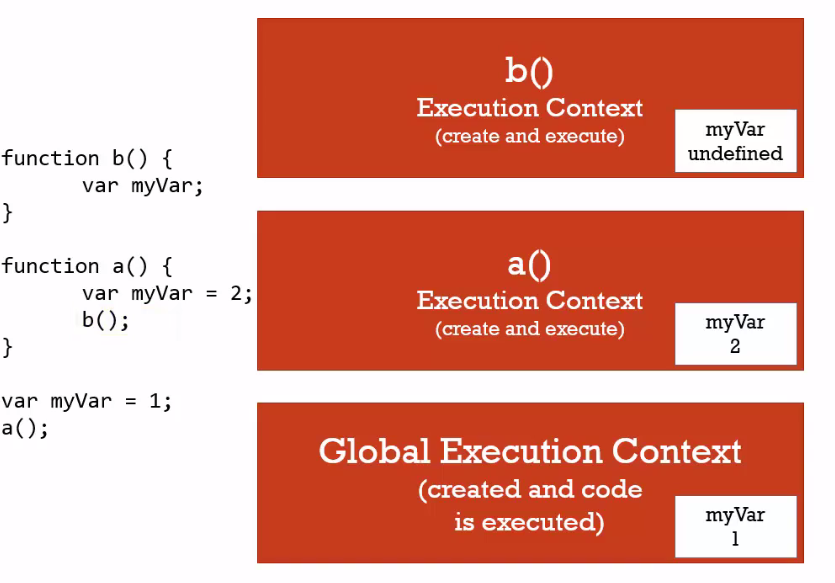 function b() {
var myVar;
}
function a() {
var myVar = 2;
b();
}
var myVar = 1;
a();
b()
Execution Context
(create and execute)
myVar
undefined
a()
Execution Context
(create and execute)
myVar
2
Global Execution Context
(created and code
is executed)
myVar
1